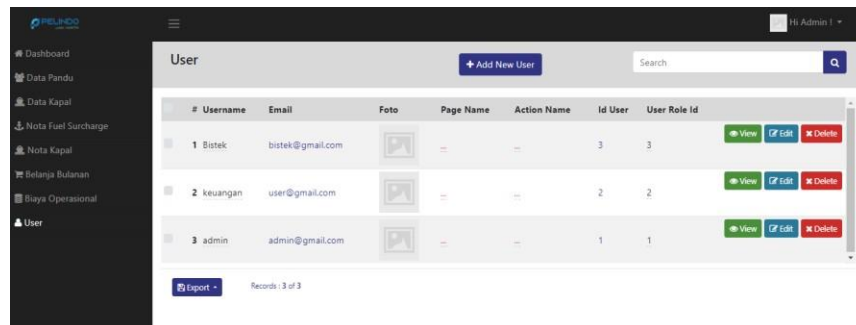 PELINDO
Hi Admin !
Dashboard
Data Pandu
Data Kapal
Nota Fuel Surcharge
Nota Kapal
Belanja Bulanan
Biaya Operasional
User
User
Add New User
Search
# Username Email Foto Page Name Action Name Id User User Role Id
1 Bistek bistek@gmail.com ... ... 3 3 View Edit Delete
2 keuangan user@gmail.com ... ... 2 2 View Edit Delete
3 admin admin@gmail.com ... ... 1 1 View Edit Delete
Export
Records : 3 of 3